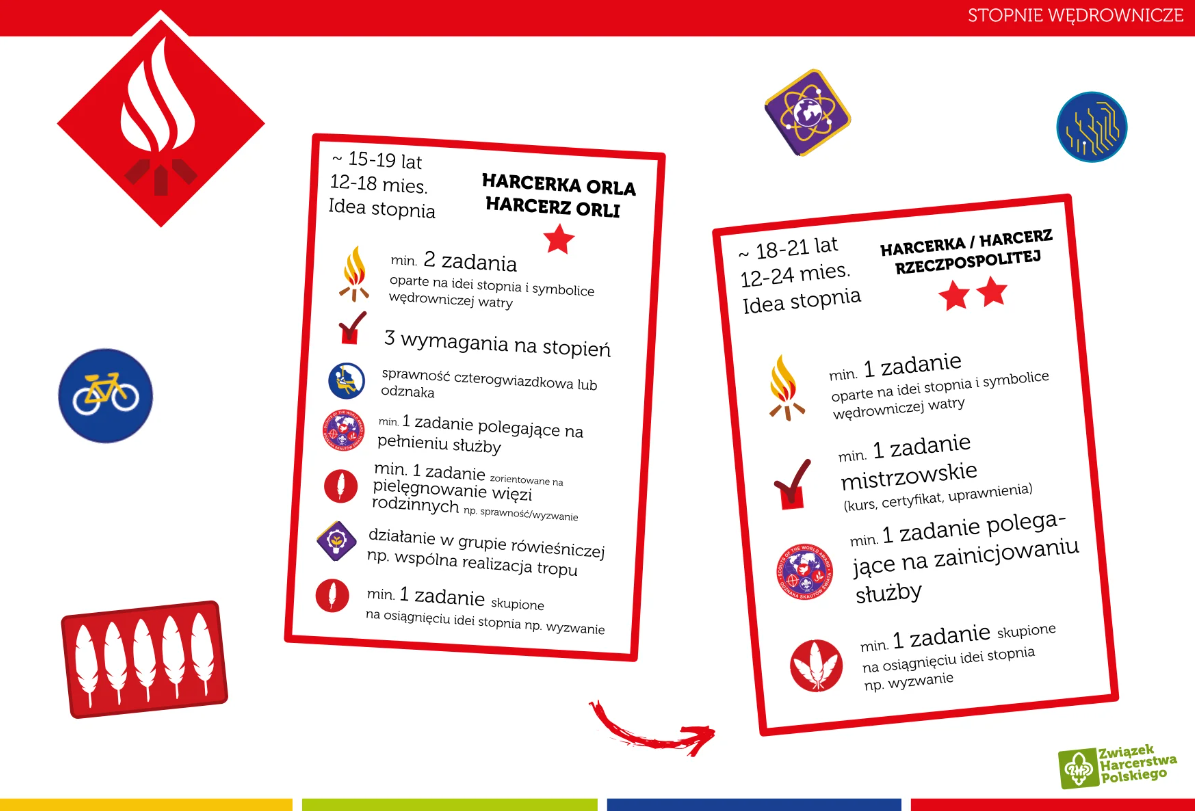 STOPNIE WĘDROWNICZE
~ 15-19 lat
12-18 mies.
Idea stopnia
HARCERKA ORLA
HARCERZ ORLI
min. 2 zadania
oparte na idei stopnia i symbolice
wędrowniczej watry
3 wymagania na stopień
sprawność czterogwiazdkowa lub
odznaka
min. 1 zadanie polegające na
pełnieniu służby
min. 1 zadanie zorientowane na
pielęgnowanie więzi
rodzinnych np. sprawność/wyzwanie
działanie w grupie rówieśniczej
np. wspólna realizacja tropu
min. 1 zadanie skupione
na osiągnięciu idei stopnia np. wyzwanie
~ 18-21 lat
12-24 mies.
Idea stopnia
HARCERKA / HARCERZ
RZECZPOSPOLITEJ
min. 1 zadanie
oparte na idei stopnia i symbolice
wędrowniczej watry
min. 1 zadanie
mistrzowskie
(kurs, certyfikat, uprawnienia)
min. 1 zadanie polega-
jące na zainicjowaniu
służby
min. 1 zadanie skupione
na osiągnięciu idei stopnia
np. wyzwanie
Związek
Harcerstwa
Polskiego